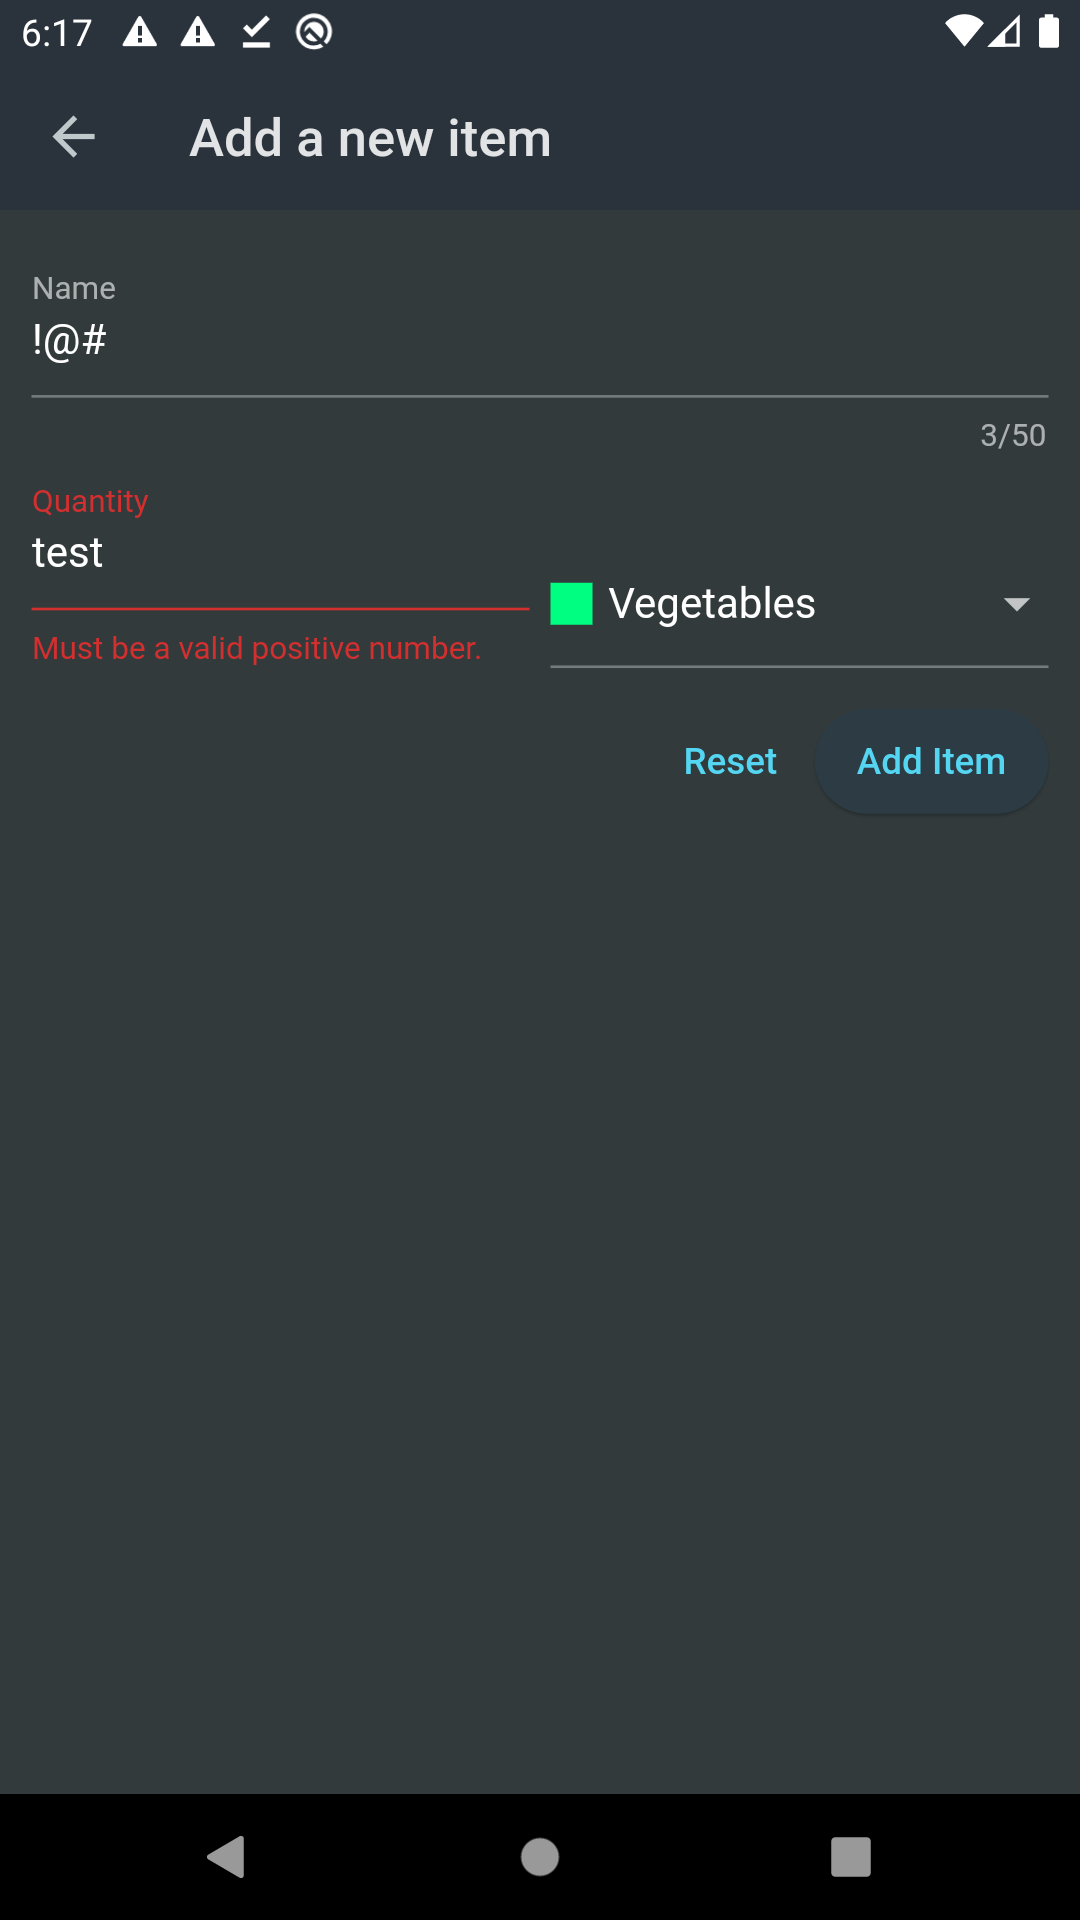 6:17
Add a new item
Name
!@#
3/50
Quantity
test
Vegetables
Must be a valid positive number.
Reset
Add Item